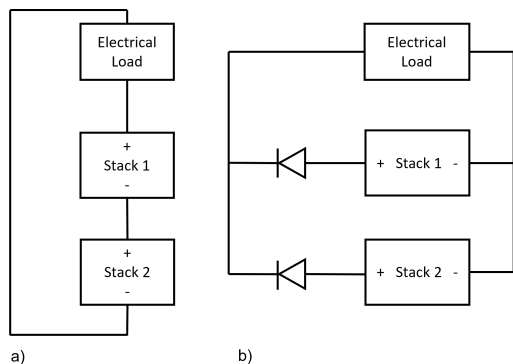 Electrical
Load
+
Stack 1
-
+
Stack 2
-
a)
Electrical
Load
+ Stack 1 -
+ Stack 2 -
b)